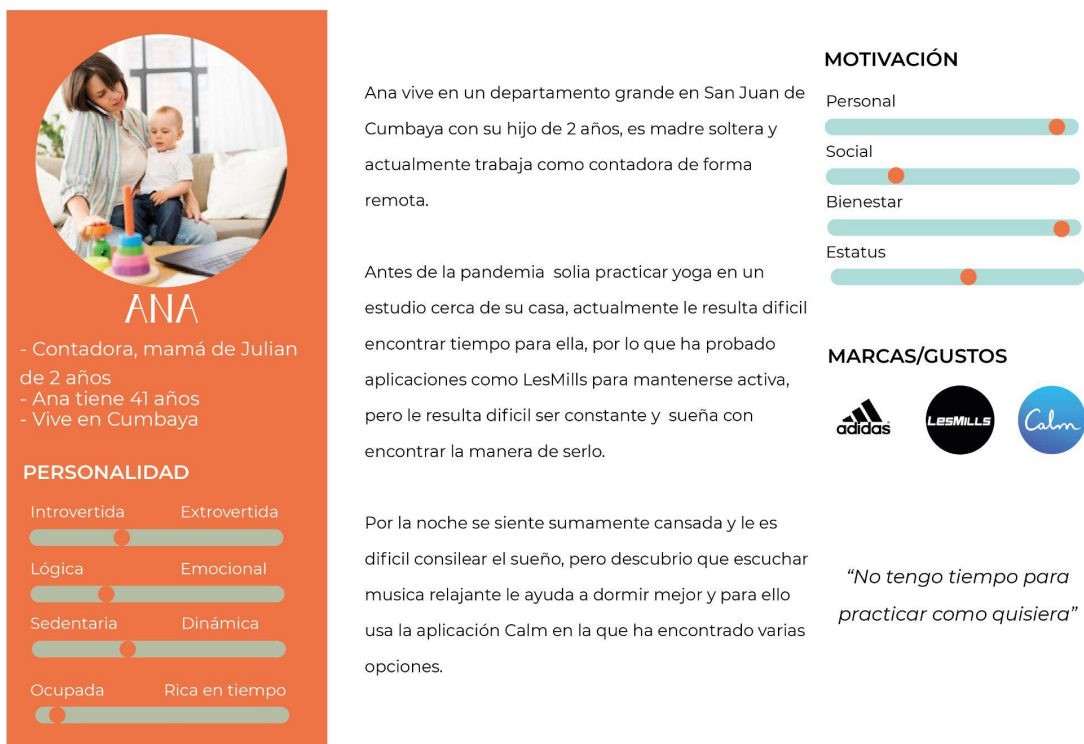 ANA
- Contadora, mamá de Julian
de 2 años
- Ana tiene 41 años
- Vive en Cumbaya
PERSONALIDAD
Introvertida Extrovertida
Lógica Emocional
Sedentaria Dinámica
Ocupada Rica en tiempo
Ana vive en un departamento grande en San Juan de
Cumbaya con su hijo de 2 años, es madre soltera y
actualmente trabaja como contadora de forma
remota.
Antes de la pandemia solia practicar yoga en un
estudio cerca de su casa, actualmente le resulta dificil
encontrar tiempo para ella, por lo que ha probado
aplicaciones como LesMills para mantenerse activa,
pero le resulta dificil ser constante y sueña con
encontrar la manera de serlo.
Por la noche se siente sumamente cansada y le es
dificil consilear el sueño, pero descubrio que escuchar
musica relajante le ayuda a dormir mejor y para ello
usa la aplicación Calm en la que ha encontrado varias
opciones.
MOTIVACIÓN
Personal
Social
Bienestar
Estatus
MARCAS/GUSTOS
adidas LESMILLS Calm
“No tengo tiempo para
practicar como quisiera”